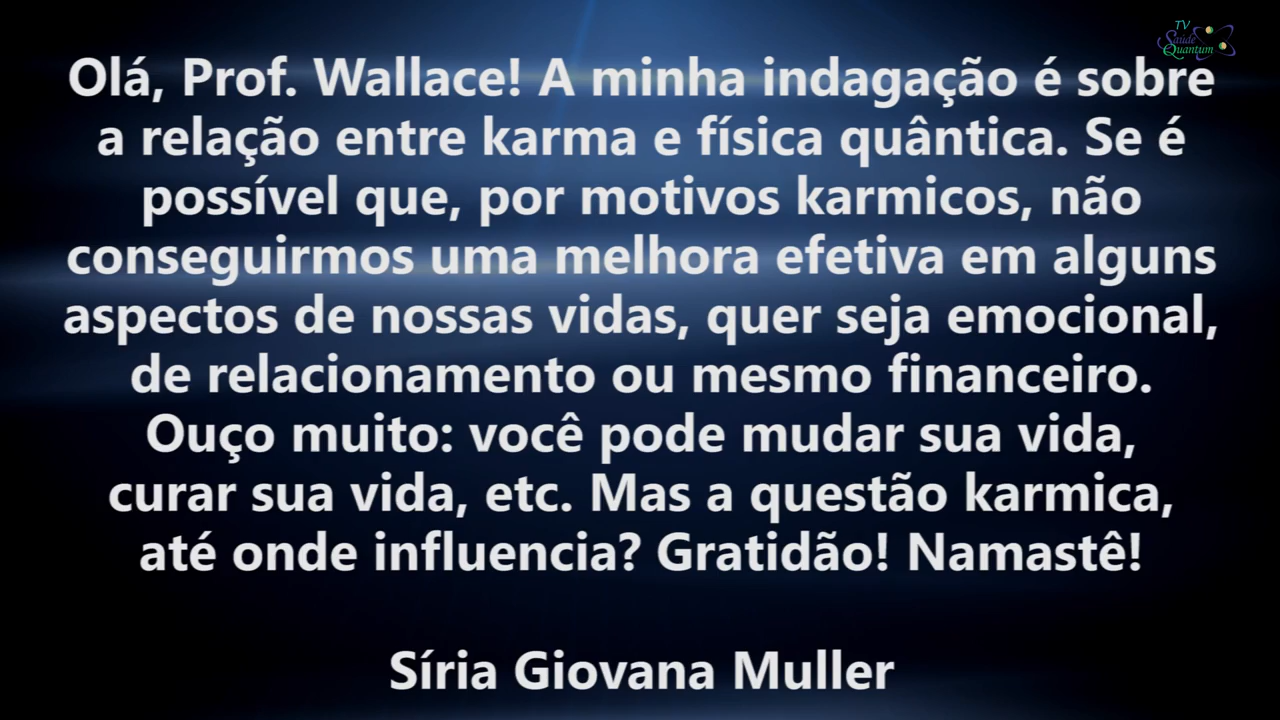 TV
Saúde
Quantum
Olá, Prof. Wallace! A minha indagação é sobre
a relação entre karma e física quântica. Se é
possível que, por motivos karmicos, não
conseguirmos uma melhora efetiva em alguns
aspectos de nossas vidas, quer seja emocional,
de relacionamento ou mesmo financeiro.
Ouço muito: você pode mudar sua vida,
curar sua vida, etc. Mas a questão karmica,
até onde influencia? Gratidão! Namastê!
Síria Giovana Muller